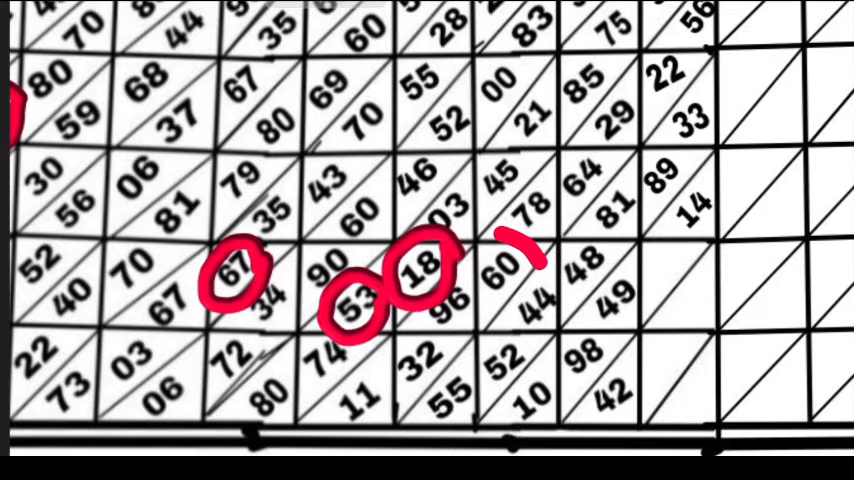 70 44 35 60 28 83 75 56
80 68 67 69 55 00 85 22
59 37 80 70 52 21 29 33
30 06 79 43 46 45 64 89
56 81 35 60 03 78 81 14
52 70 67 90 18 60 48
40 67 34 53 96 44 49
22 03 72 74 32 52 98
73 06 80 11 55 10 42